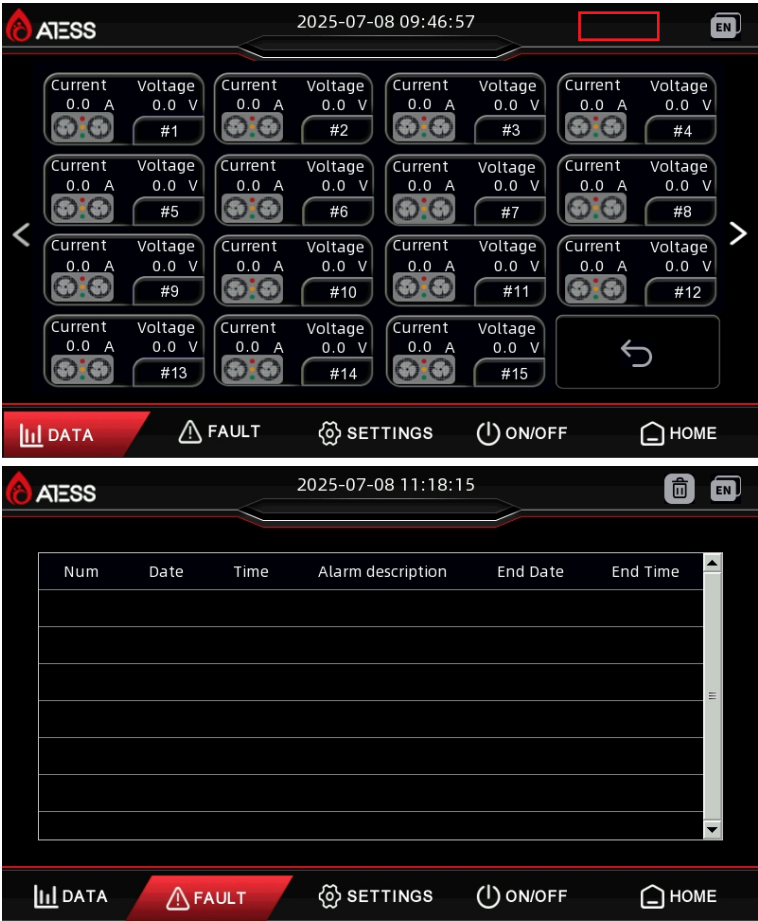 ATESS 2025-07-08 09:46:57 EN
Current Voltage Current Voltage Current Voltage Current Voltage
0.0 A 0.0 V 0.0 A 0.0 V 0.0 A 0.0 V 0.0 A 0.0 V
#1 #2 #3 #4
Current Voltage Current Voltage Current Voltage Current Voltage
0.0 A 0.0 V 0.0 A 0.0 V 0.0 A 0.0 V 0.0 A 0.0 V
#5 #6 #7 #8
Current Voltage Current Voltage Current Voltage Current Voltage
0.0 A 0.0 V 0.0 A 0.0 V 0.0 A 0.0 V 0.0 A 0.0 V
#9 #10 #11 #12
Current Voltage Current Voltage Current Voltage
0.0 A 0.0 V 0.0 A 0.0 V 0.0 A 0.0 V
#13 #14 #15
DATA FAULT SETTINGS ON/OFF HOME
ATESS 2025-07-08 11:18:15 EN
Num Date Time Alarm description End Date End Time
DATA FAULT SETTINGS ON/OFF HOME